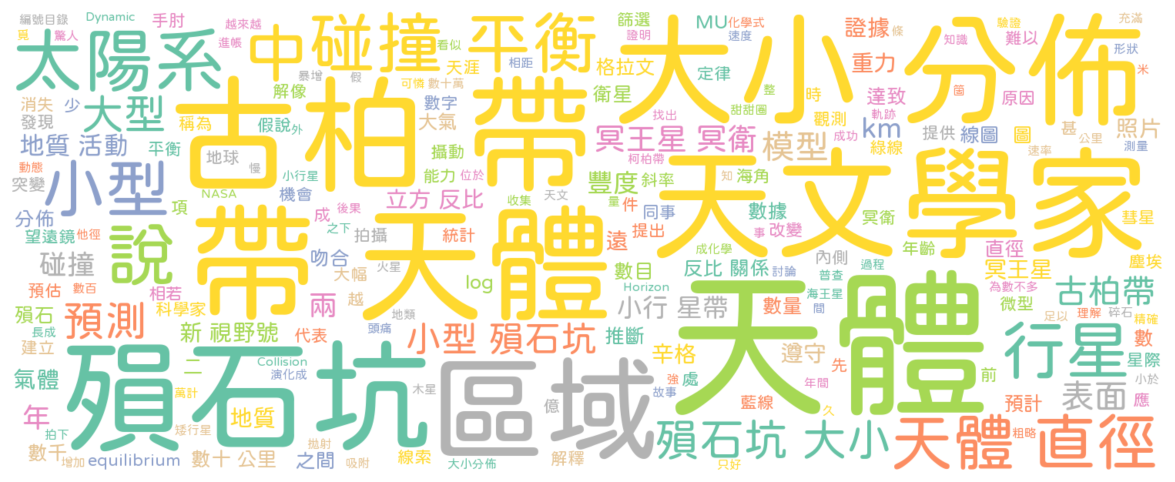 編號目錄 Dynamic 手肘 越來越 篩選 MU 化學式 證據 條 驗證 充滿
覓 驚人 進帳 中 碰撞 平衡 看似 天涯 相距 證明 速度 大小 分佈 知識 形狀
太陽系 暴增 假 可憐 數十萬 格拉文 定律 整 重力 難以 米
消失 少 大型 解像 數字 衛星 甜甜圈 時 達致 箇 原因
發現 稱為 假說 外 大氣 找出 觀測 軌跡 km 提供 線圖 圖 甚 照片
地質 活動 平衡 地球 懂 古柏 帶 攝動 冥王星 冥衛 模型 成功 綠線 速率 公里 測量
動態 小型 NASA 小行星 能力 位於 柯柏帶 豐度 斜率 知 海角 天文學家
突變 項 機會 立方 反比 收集 天文 量 件 同事 數據 冥衛
分佈 成 後果 統計 提出 事 改變 彗星
望遠鏡 他徑 說 帶 之下 拍攝 天體 遠 成化學 討論 內側 年齡 直徑
碰撞 火星 吻合 大幅 數目 反比 關係 普查 過程 冥王星 為數不多 塵埃
預估 數百 相若 兩 越 log Horizon 數量 海王星 間 微型 古柏帶
殞石 科學家 新 視野號 小行 星帶 足以 理解 碎石 精確
長成 預測 頭痛 地類 代表 小型 殞石坑 推斷 天體 遵守 行星 數
建立 二 Collision 辛格 先 星際
氣體 演化成 殞石坑 木星 區域 強 處 年間 前 表面 小於
年 萬計 地質 億 故事 藍線 久 預計 應
拍下 矮行星 拋射 粗略
數千 數十 公里 之間 線索 解釋 殞石坑 大小 天體 直徑
增加 equilibrium 吸附 大小分佈 只好